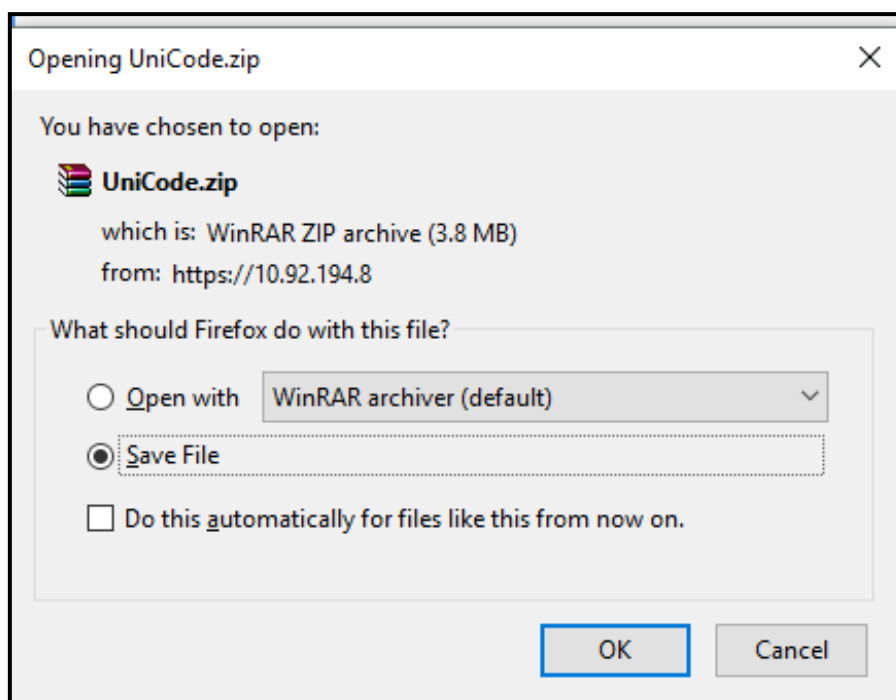 Opening UniCode.zip
You have chosen to open:
UniCode.zip
which is: WinRAR ZIP archive (3.8 MB)
from: https://10.92.194.8
What should Firefox do with this file?
Open with WinRAR archiver (default)
Save File
Do this automatically for files like this from now on.
OK Cancel